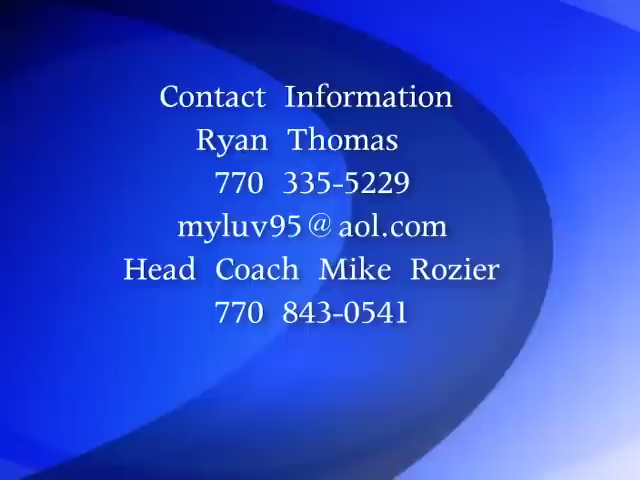 Contact Information
Ryan Thomas
770 335-5229
myluv95@aol.com
Head Coach Mike Rozier
770 843-0541